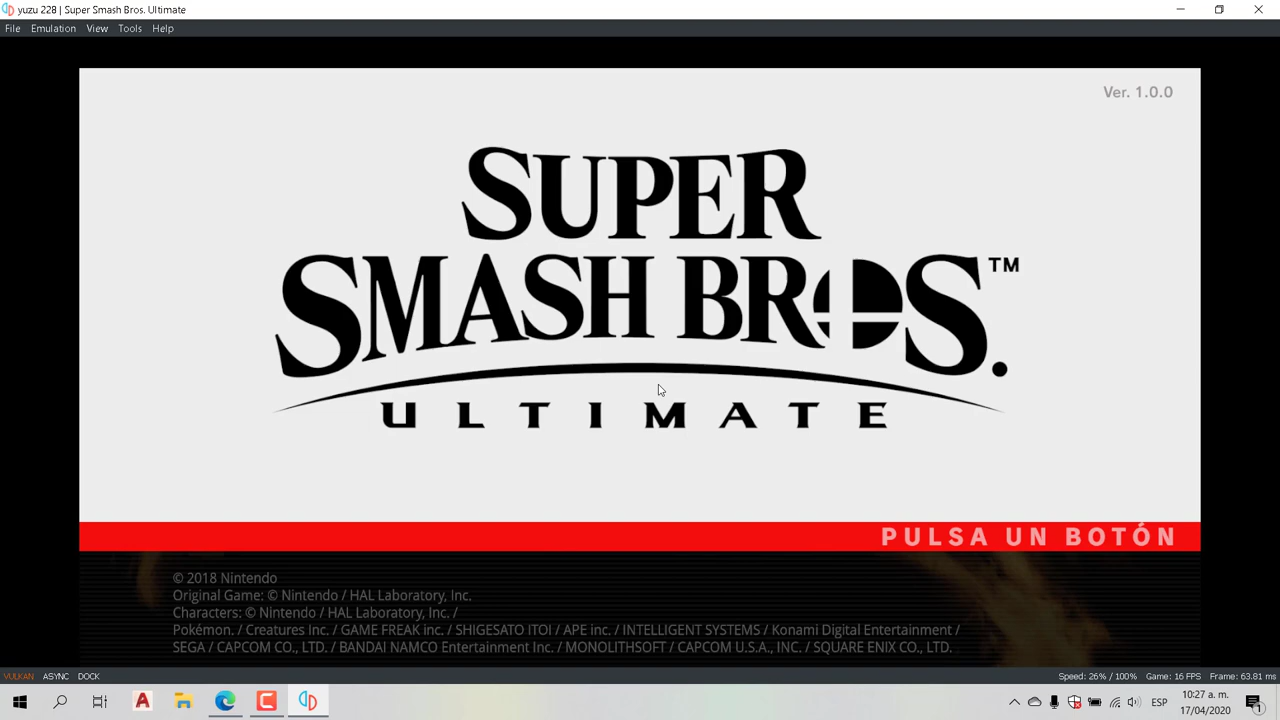 yuzu 228 | Super Smash Bros. Ultimate
File Emulation View Tools Help
Ver. 1.0.0
SUPER
SMASH BROS.™
ULTIMATE
PULSA UN BOTÓN
© 2018 Nintendo
Original Game: © Nintendo / HAL Laboratory, Inc.
Characters: © Nintendo / HAL Laboratory, Inc. /
Pokémon. / Creatures Inc. / GAME FREAK inc. / SHIGESATO ITOI / APE inc. / INTELLIGENT SYSTEMS / Konami Digital Entertainment /
SEGA / CAPCOM CO., LTD. / BANDAI NAMCO Entertainment Inc. / MONOLITHSOFT / CAPCOM U.S.A., INC. / SQUARE ENIX CO., LTD.
VULKAN ASYNC DOCK Speed: 26% / 100% Game: 16 FPS Frame: 63.81 ms
A C ESP 10:27 a. m.
17/04/2020 1